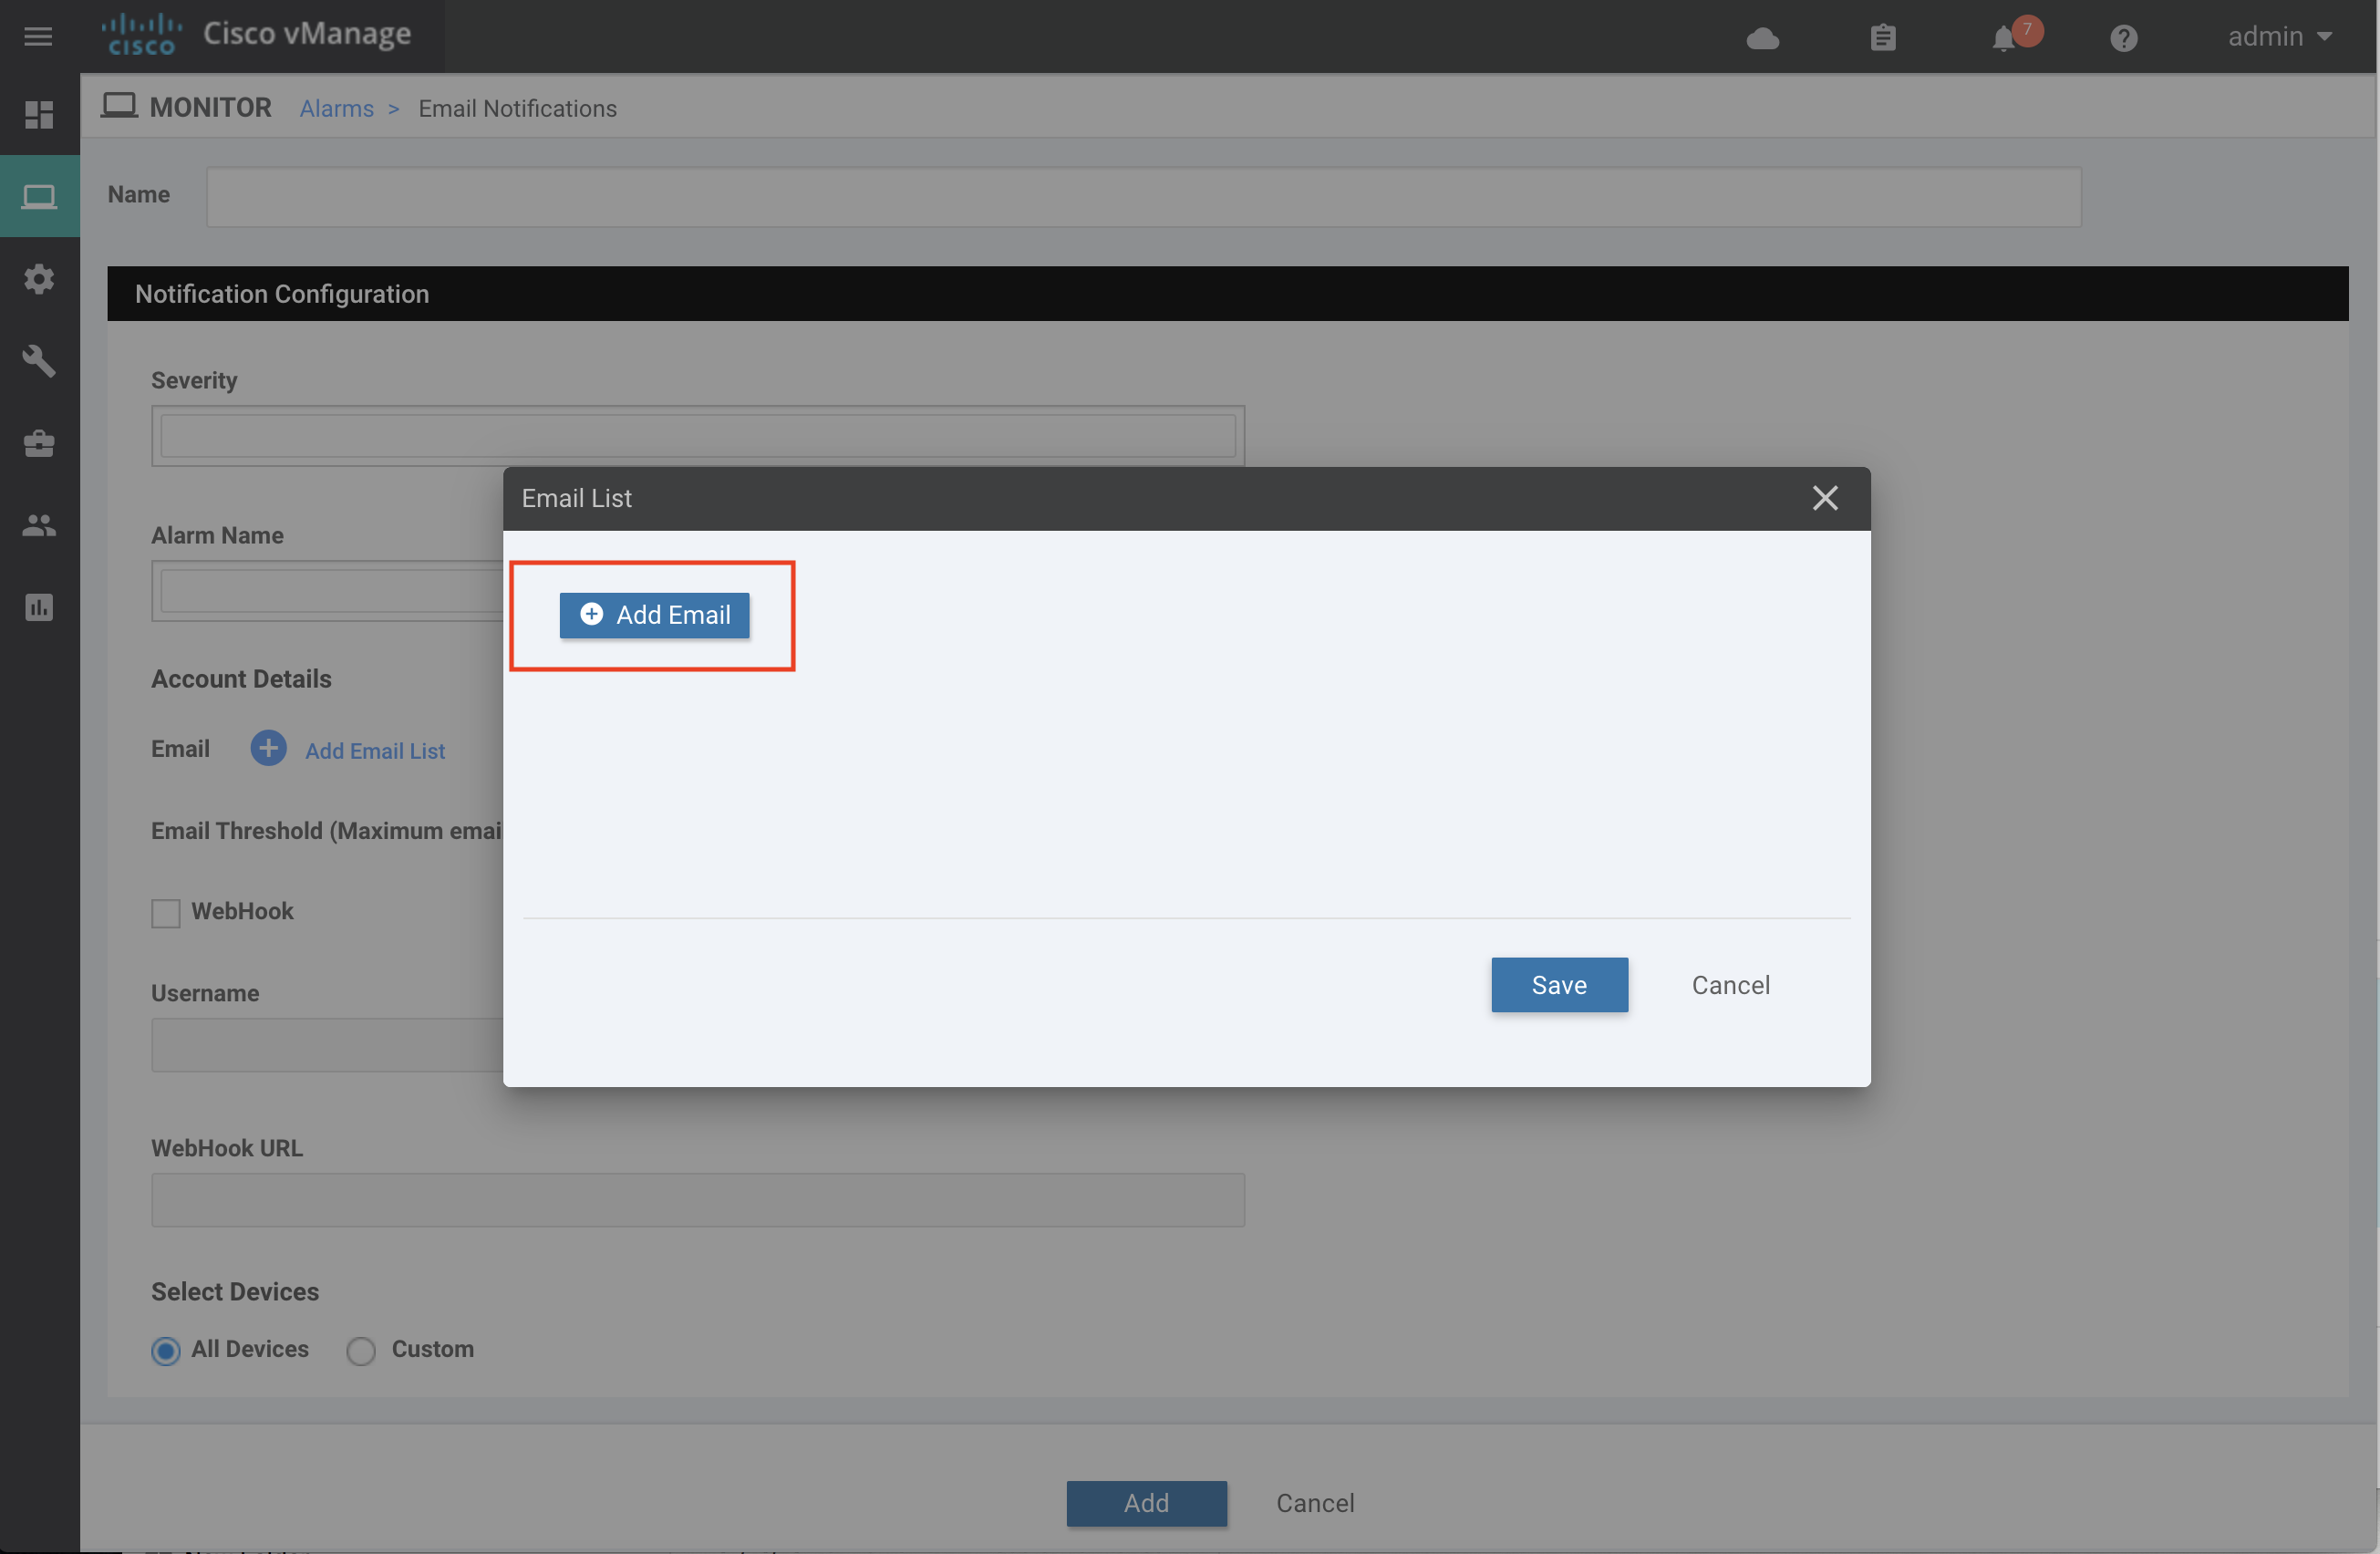 CISCO Cisco vManage
7
admin
MONITOR Alarms > Email Notifications
Name
Notification Configuration
Severity
Email List
Alarm Name
Add Email
Account Details
Email Add Email List
Email Threshold (Maximum emai
WebHook
Save Cancel
Username
WebHook URL
Select Devices
All Devices Custom
Add Cancel